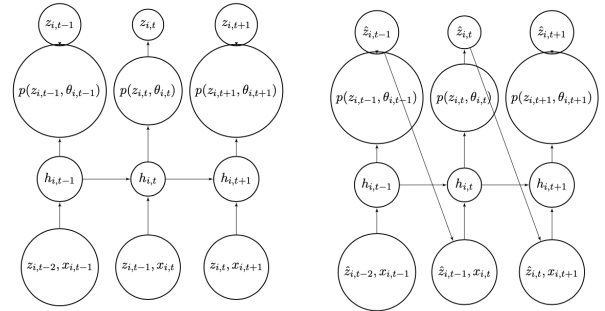 z_{i,t-1} z_{i,t} z_{i,t+1}
p(z_{i,t-1}, θ_{i,t-1}) p(z_{i,t}, θ_{i,t}) p(z_{i,t+1}, θ_{i,t+1})
h_{i,t-1} h_{i,t} h_{i,t+1}
z_{i,t-2}, x_{i,t-1} z_{i,t-1}, x_{i,t} z_{i,t}, x_{i,t+1}
ẑ_{i,t-1} ẑ_{i,t} ẑ_{i,t+1}
p(z_{i,t-1}, θ_{i,t-1}) p(z_{i,t}, θ_{i,t}) p(z_{i,t+1}, θ_{i,t+1})
h_{i,t-1} h_{i,t} h_{i,t+1}
ẑ_{i,t-2}, x_{i,t-1} ẑ_{i,t-1}, x_{i,t} ẑ_{i,t}, x_{i,t+1}